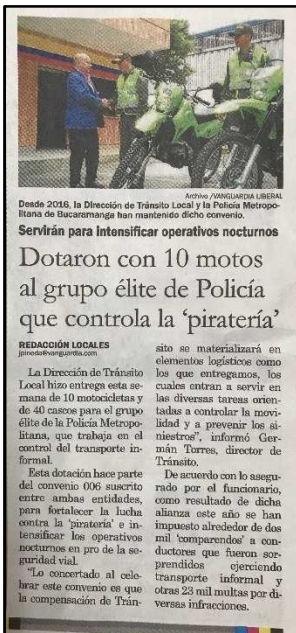 Archivo /VANGUARDIA LIBERAL
Desde 2016, la Dirección de Tránsito Local y la Policía Metropo-
litana de Bucaramanga han mantenido dicho convenio.
Servirán para intensificar operativos nocturnos
Dotaron con 10 motos
al grupo élite de Policía
que controla la ‘piratería’
REDACCIÓN LOCALES
jpinedo@vanguardia.com
La Dirección de Tránsito
Local hizo entrega esta se-
mana de 10 motocicletas y
de 40 cascos para el grupo
élite de la Policía Metropo-
litana, que trabaja en el
control del transporte in-
formal.
Esta dotación hace parte
del convenio 006 suscrito
entre ambas entidades,
para fortalecer la lucha
contra la ‘piratería’ e in-
tensificar los operativos
nocturnos en pro de la se-
guridad vial.
“Lo concertado al cele-
brar este convenio es que
la compensación de Trán-
sito se materializará en
elementos logísticos como
los que entregamos, los
cuales entran a servir en
las diversas tareas orien-
tadas a controlar la movi-
lidad y a prevenir los si-
niestros”, informó Ger-
mán Torres, director de
Tránsito.
De acuerdo con lo asegu-
rado por el funcionario,
como resultado de dicha
alianza este año se han
impuesto alrededor de dos
mil ‘comparendos’ a con-
ductores que fueron sor-
prendidos ejerciendo
transporte informal y
otras 23 mil multas por di-
versas infracciones.